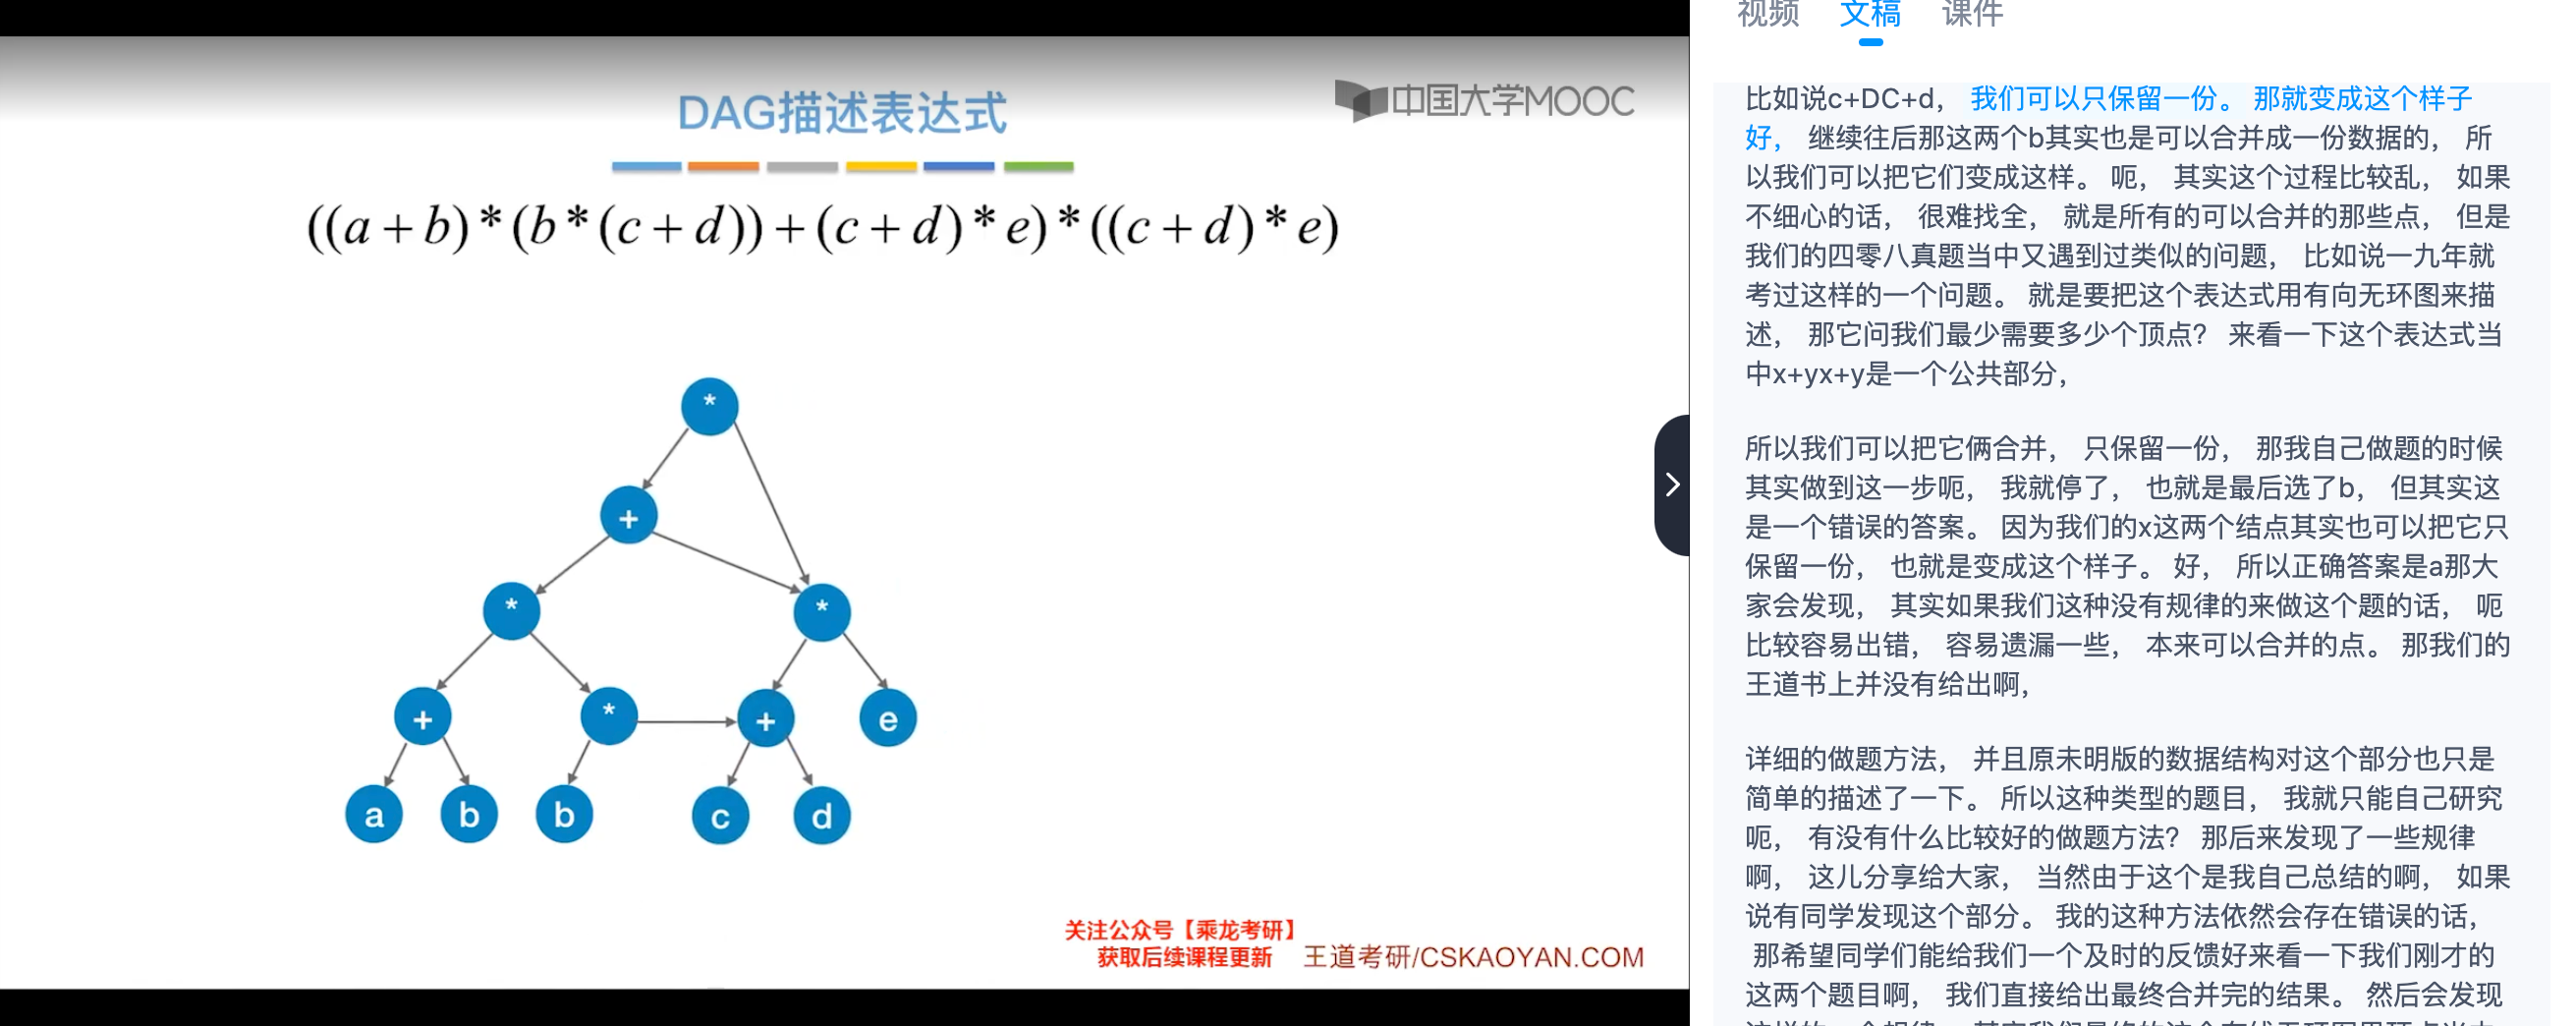 DAG描述表达式
中国大学MOOC
((a+b)*(b*(c+d))+(c+d)*e)*((c+d)*e)
*
+
*
*
+
*
+
e
a
b
b
c
d
关注公众号【乘龙考研】
获取后续课程更新
王道考研/CSKAOYAN.COM
视频 文稿 课件
比如说c+DC+d， 我们可以只保留一份。 那就变成这个样子
好， 继续往后那这两个b其实也是可以合并成一份数据的， 所
以我们可以把它们变成这样。 呃， 其实这个过程比较乱， 如果
不细心的话， 很难找全， 就是所有的可以合并的那些点， 但是
我们的四零八真题当中又遇到过类似的问题， 比如说一九年就
考过这样的一个问题。 就是要把这个表达式用有向无环图来描
述， 那它问我们最少需要多少个顶点？ 来看一下这个表达式当
中x+yx+y是一个公共部分，
所以我们可以把它俩合并， 只保留一份， 那我自己做题的时候
其实做到这一步呃， 我就停了， 也就是最后选了b， 但其实这
是一个错误的答案。 因为我们的x这两个结点其实也可以把它只
保留一份， 也就是变成这个样子。 好， 所以正确答案是a那大
家会发现， 其实如果我们这种没有规律的来做这个题的话， 呃
比较容易出错， 容易遗漏一些， 本来可以合并的点。 那我们的
王道书上并没有给出啊，
详细的做题方法， 并且原未明版的数据结构对这个部分也只是
简单的描述了一下。 所以这种类型的题目， 我就只能自己研究
呃， 有没有什么比较好的做题方法？ 那后来发现了一些规律
啊， 这儿分享给大家， 当然由于这个是我自己总结的啊， 如果
说有同学发现这个部分。 我的这种方法依然会存在错误的话，
那希望同学们能给我们一个及时的反馈好来看一下我们刚才的
这两个题目啊， 我们直接给出最终合并完的结果。 然后会发现